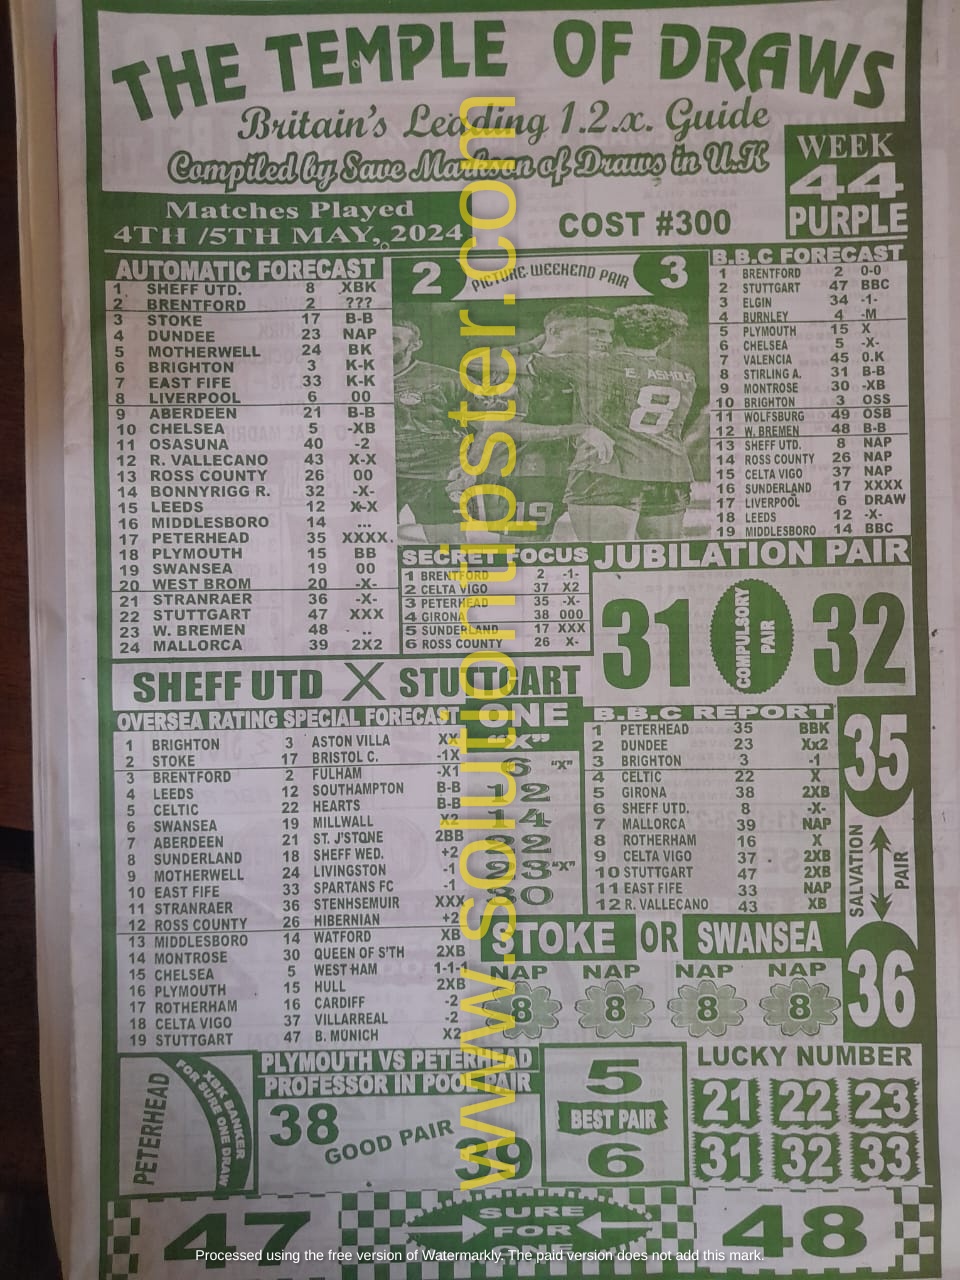 THE TEMPLE OF DRAWS
Britain's Leading 1.2.x. Guide
Compiled by Save Markson of Draws in U.K
WEEK
44
PURPLE
Matches Played
4TH /5TH MAY, 2024
COST #300
AUTOMATIC FORECAST
1 SHEFF UTD. 8 XBK
2 BRENTFORD 2 ???
3 STOKE 17 B-B
4 DUNDEE 23 NAP
5 MOTHERWELL 24 BK
6 BRIGHTON 3 K-K
7 EAST FIFE 33 K-K
8 LIVERPOOL 6 00
9 ABERDEEN 21 B-B
10 CHELSEA 5 -XB
11 OSASUNA 40 -2
12 R. VALLECANO 43 X-X
13 ROSS COUNTY 26 00
14 BONNYRIGG R. 32 -X-
15 LEEDS 12 X-X
16 MIDDLESBORO 14 ...
17 PETERHEAD 35 XXXX.
18 PLYMOUTH 15 BB
19 SWANSEA 19 00
20 WEST BROM 20 -X-
21 STRANRAER 36 -X-
22 STUTTGART 47 XXX
23 W. BREMEN 48 ..
24 MALLORCA 39 2X2
2 PICTURE WEEKEND PAIR 3
E. ASHOUR
8
19
B.B.C FORECAST
1 BRENTFORD 2 0-0
2 STUTTGART 47 BBC
3 ELGIN 34 -1-
4 BURNLEY 4 -M
5 PLYMOUTH 15 X
6 CHELSEA 5 -X-
7 VALENCIA 45 0.K
8 STIRLING A. 31 B-B
9 MONTROSE 30 -XB
10 BRIGHTON 3 OSS
11 WOLFSBURG 49 OSB
12 W. BREMEN 48 B-B
13 SHEFF UTD. 8 NAP
14 ROSS COUNTY 26 NAP
15 CELTA VIGO 37 NAP
16 SUNDERLAND 17 XXXX
17 LIVERPOOL 6 DRAW
18 LEEDS 12 -X-
19 MIDDLESBORO 14 BBC
SECRET FOCUS
1 BRENTFORD 2 -1-
2 CELTA VIGO 37 X2
3 PETERHEAD 35 -X-
4 GIRONA 38 000
5 SUNDERLAND 17 XXX
6 ROSS COUNTY 26 X-
JUBILATION PAIR
31 COMPULSORY PAIR 32
SHEFF UTD X STUTTGART
OVERSEA RATING SPECIAL FORECAST
1 BRIGHTON 3 ASTON VILLA XX
2 STOKE 17 BRISTOL C. -1X
3 BRENTFORD 2 FULHAM -X1
4 LEEDS 12 SOUTHAMPTON B-B
5 CELTIC 22 HEARTS B-B
6 SWANSEA 19 MILLWALL X2
7 ABERDEEN 21 ST. J'STONE 2BB
8 SUNDERLAND 18 SHEFF WED. +2
9 MOTHERWELL 24 LIVINGSTON -1
10 EAST FIFE 33 SPARTANS FC -1
11 STRANRAER 36 STENHSEMUIR XXX
12 ROSS COUNTY 26 HIBERNIAN +2
13 MIDDLESBORO 14 WATFORD XB
14 MONTROSE 30 QUEEN OF S'TH 2XB
15 CHELSEA 5 WEST HAM 1-1-1
16 PLYMOUTH 15 HULL 2XB
17 ROTHERHAM 16 CARDIFF -2
18 CELTA VIGO 37 VILLARREAL -2
19 STUTTGART 47 B. MUNICH X2
ONE
"X"
6 "X"
12
14
22
23 "X"
30
B.B.C REPORT
1 PETERHEAD 35 BBK
2 DUNDEE 23 Xx2
3 BRIGHTON 3 -1
4 CELTIC 22 X
5 GIRONA 38 2XB
6 SHEFF UTD. 8 -X-
7 MALLORCA 39 NAP
8 ROTHERHAM 16 X
9 CELTA VIGO 37 2XB
10 STUTTGART 47 2XB
11 EAST FIFE 33 NAP
12 R. VALLECANO 43 XB
35
SALVATION PAIR
36
STOKE OR SWANSEA
NAP NAP NAP NAP
8 8 8 8
PETERHEAD
XBK BANKER
FOR SURE ONE DRAW
PLYMOUTH VS PETERHEAD
PROFESSOR IN POOL PAIR
38 GOOD PAIR 39
5
BEST PAIR
6
LUCKY NUMBER
21 22 23
31 32 33
47 SURE FOR ONE 48
www.solutiontipster.com
Processed using the free version of Watermarkly. The paid version does not add this mark.